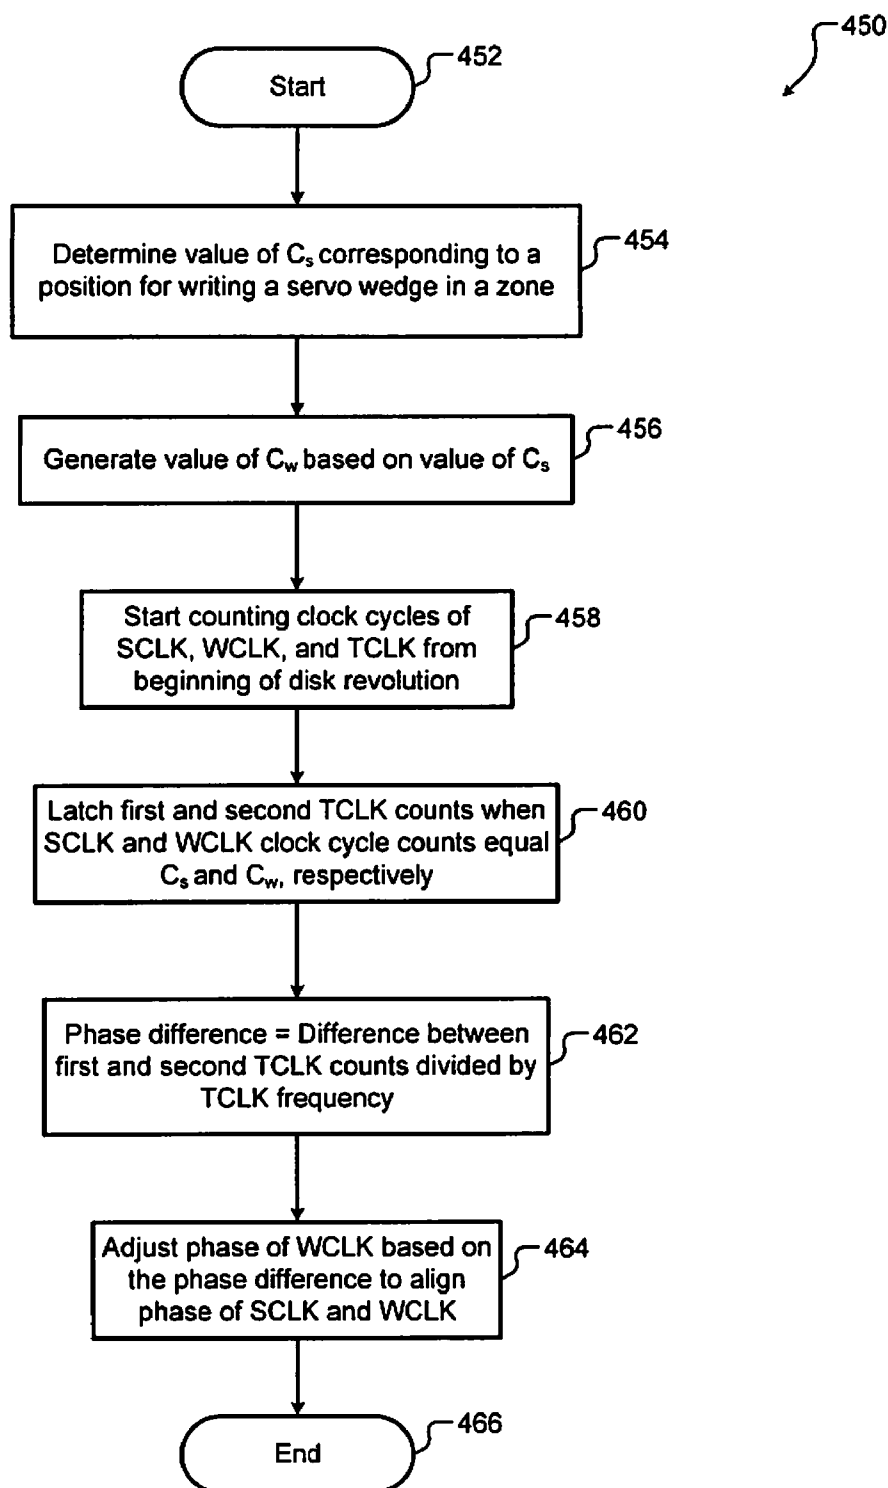 450
Start
452
Determine value of Cs corresponding to a
position for writing a servo wedge in a zone
454
Generate value of Cw based on value of Cs
456
Start counting clock cycles of
SCLK, WCLK, and TCLK from
beginning of disk revolution
458
Latch first and second TCLK counts when
SCLK and WCLK clock cycle counts equal
Cs and Cw, respectively
460
Phase difference = Difference between
first and second TCLK counts divided by
TCLK frequency
462
Adjust phase of WCLK based on
the phase difference to align
phase of SCLK and WCLK
464
End
466